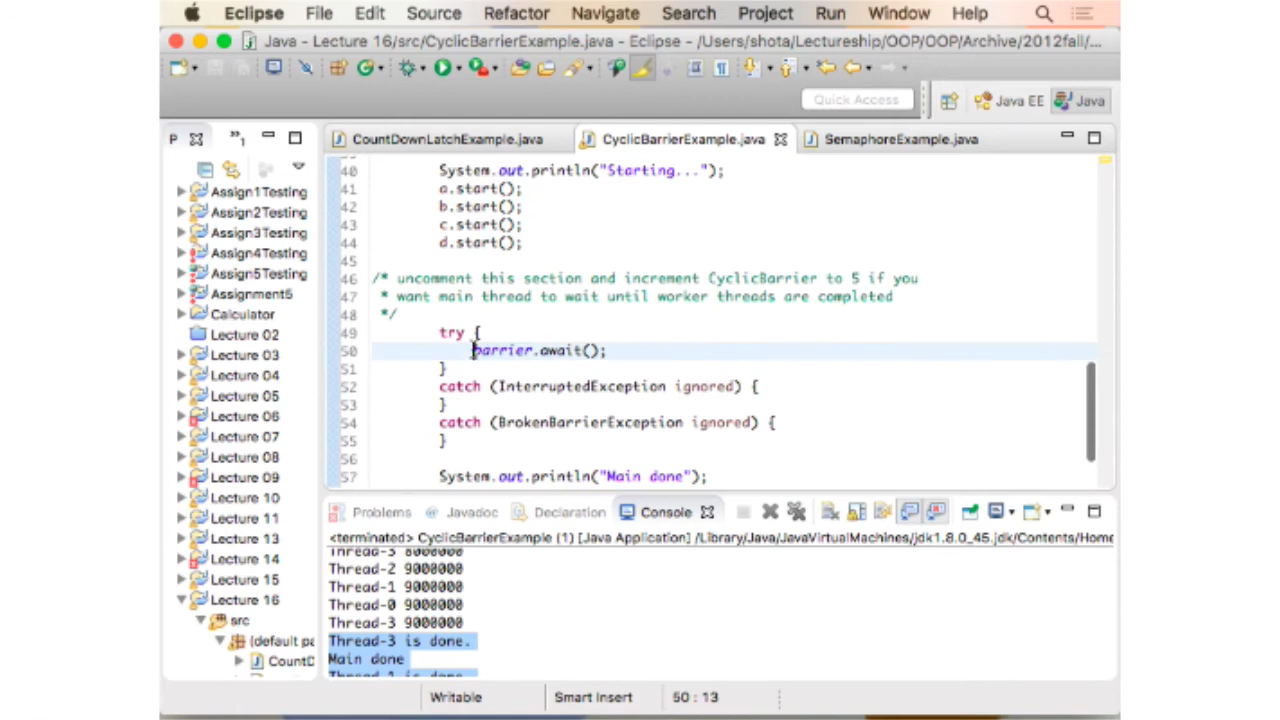 Eclipse File Edit Source Refactor Navigate Search Project Run Window Help
Java - Lecture 16/src/CyclicBarrierExample.java - Eclipse - /Users/shota/Lectureship/OOP/OOP/Archive/2012fall/...
Quick Access
Java EE
Java
P
1
CountDownLatchExample.java
CyclicBarrierExample.java
SemaphoreExample.java
Assign1Testing
Assign2Testing
Assign3Testing
Assign4Testing
Assign5Testing
Assignment5
Calculator
Lecture 02
Lecture 03
Lecture 04
Lecture 05
Lecture 06
Lecture 07
Lecture 08
Lecture 09
Lecture 10
Lecture 11
Lecture 13
Lecture 14
Lecture 15
Lecture 16
src
(default pa
CountD
40 System.out.println("Starting...");
41 a.start();
42 b.start();
43 c.start();
44 d.start();
45
46 /* uncomment this section and increment CyclicBarrier to 5 if you
47 * want main thread to wait until worker threads are completed
48 */
49 try {
50 barrier.await();
51 }
52 catch (InterruptedException ignored) {
53 }
54 catch (BrokenBarrierException ignored) {
55 }
56
57 System.out.println("Main done");
Problems
Javadoc
Declaration
Console
<terminated> CyclicBarrierExample (1) [Java Application] /Library/Java/JavaVirtualMachines/jdk1.8.0_45.jdk/Contents/Home
Thread-3 8000000
Thread-2 9000000
Thread-1 9000000
Thread-0 9000000
Thread-3 9000000
Thread-3 is done.
Main done
Thread-1 is done.
Writable
Smart Insert
50 : 13